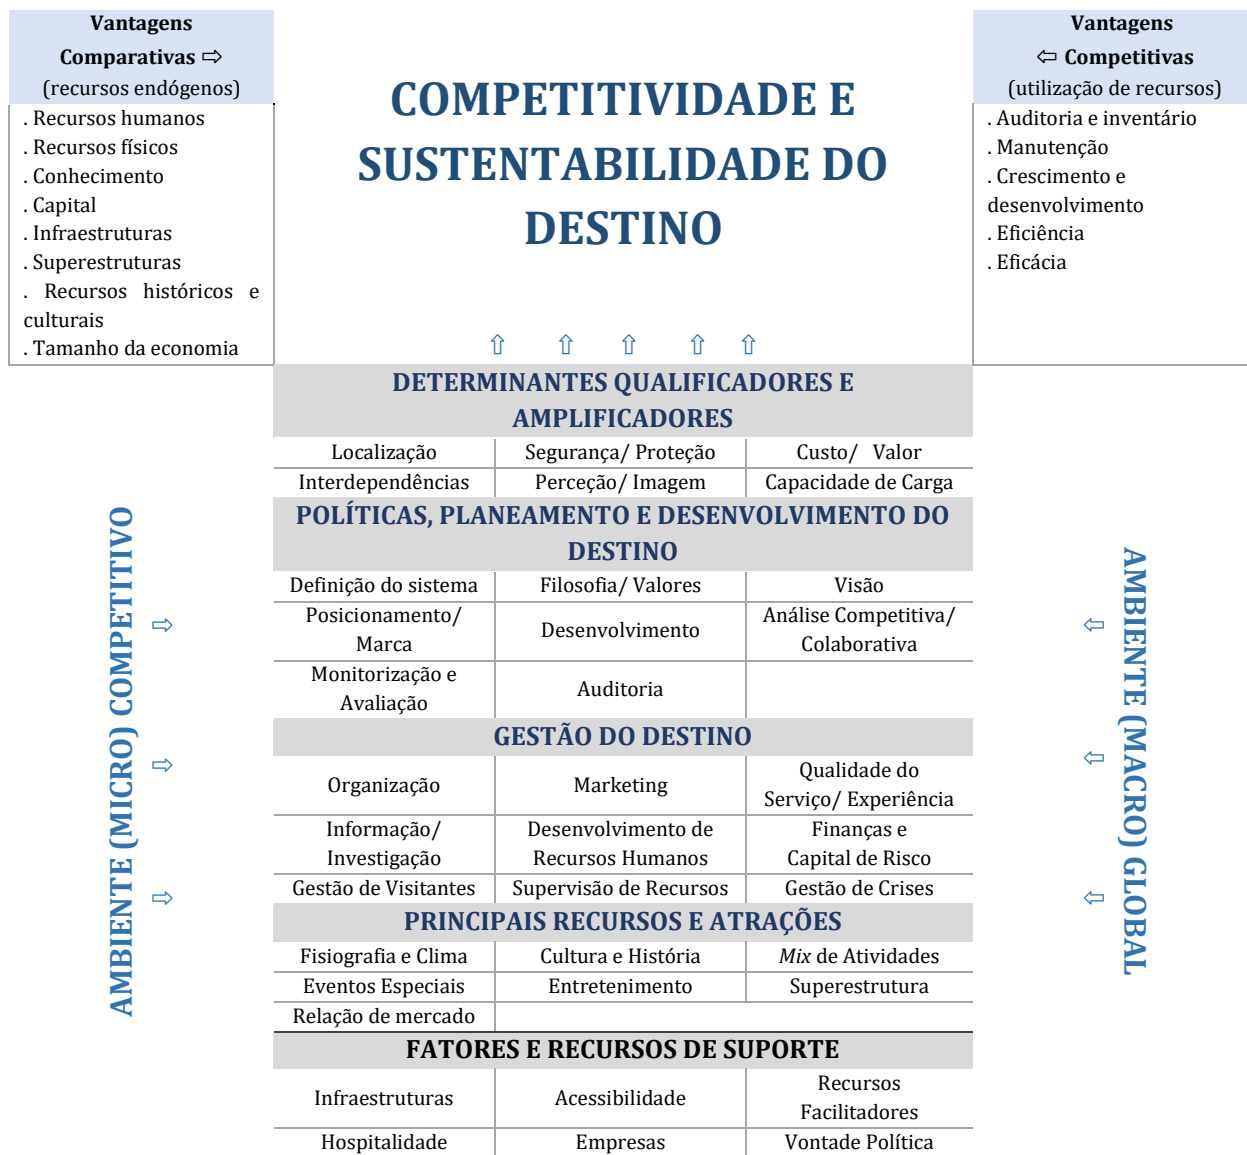 Vantagens
Comparativas ⇨
(recursos endógenos)
. Recursos humanos
. Recursos físicos
. Conhecimento
. Capital
. Infraestruturas
. Superestruturas
. Recursos históricos e
culturais
. Tamanho da economia
COMPETITIVIDADE E
SUSTENTABILIDADE DO
DESTINO
⇧ ⇧ ⇧ ⇧ ⇧
Vantagens
⇦ Competitivas
(utilização de recursos)
. Auditoria e inventário
. Manutenção
. Crescimento e
desenvolvimento
. Eficiência
. Eficácia
AMBIENTE (MICRO) COMPETITIVO
⇨
⇨
⇨
DETERMINANTES QUALIFICADORES E
AMPLIFICADORES
Localização
Segurança/ Proteção
Custo/ Valor
Interdependências
Perceção/ Imagem
Capacidade de Carga
POLÍTICAS, PLANEAMENTO E DESENVOLVIMENTO DO
DESTINO
Definição do sistema
Filosofia/ Valores
Visão
Posicionamento/
Marca
Desenvolvimento
Análise Competitiva/
Colaborativa
Monitorização e
Avaliação
Auditoria
GESTÃO DO DESTINO
Organização
Marketing
Qualidade do
Serviço/ Experiência
Informação/
Investigação
Desenvolvimento de
Recursos Humanos
Finanças e
Capital de Risco
Gestão de Visitantes
Supervisão de Recursos
Gestão de Crises
PRINCIPAIS RECURSOS E ATRAÇÕES
Fisiografia e Clima
Cultura e História
Mix de Atividades
Eventos Especiais
Entretenimento
Superestrutura
Relação de mercado
FATORES E RECURSOS DE SUPORTE
Infraestruturas
Acessibilidade
Recursos
Facilitadores
Hospitalidade
Empresas
Vontade Política
⇦
⇦
⇦
AMBIENTE (MACRO) GLOBAL